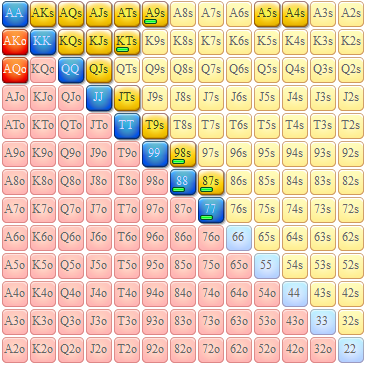 AA AKs AQs AJs ATs A9s A8s A7s A6s A5s A4s A3s A2s
AKo KK KQs KJs KTs K9s K8s K7s K6s K5s K4s K3s K2s
AQo KQo QQ QJs QTs Q9s Q8s Q7s Q6s Q5s Q4s Q3s Q2s
AJo KJo QJo JJ JTs J9s J8s J7s J6s J5s J4s J3s J2s
ATo KTo QTo JTo TT T9s T8s T7s T6s T5s T4s T3s T2s
A9o K9o Q9o J9o T9o 99 98s 97s 96s 95s 94s 93s 92s
A8o K8o Q8o J8o T8o 98o 88 87s 86s 85s 84s 83s 82s
A7o K7o Q7o J7o T7o 97o 87o 77 76s 75s 74s 73s 72s
A6o K6o Q6o J6o T6o 96o 86o 76o 66 65s 64s 63s 62s
A5o K5o Q5o J5o T5o 95o 85o 75o 65o 55 54s 53s 52s
A4o K4o Q4o J4o T4o 94o 84o 74o 64o 54o 44 43s 42s
A3o K3o Q3o J3o T3o 93o 83o 73o 63o 53o 43o 33 32s
A2o K2o Q2o J2o T2o 92o 82o 72o 62o 52o 42o 32o 22